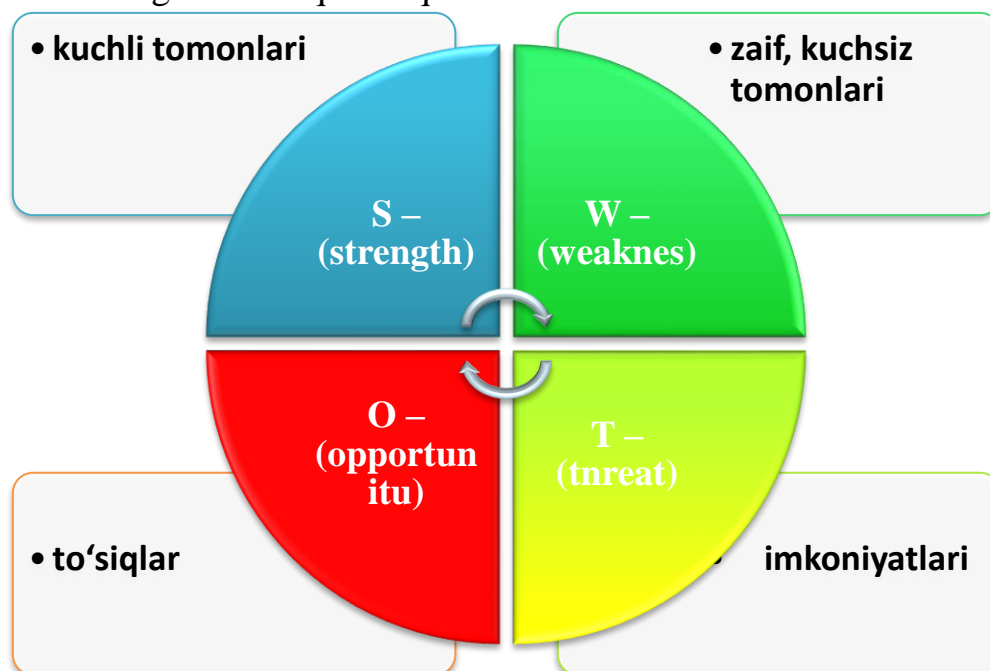 • kuchli tomonlari
• zaif, kuchsiz
tomonlari
S –
(strength)
W –
(weaknes)
O –
(opportun
itu)
T –
(tnreat)
• to‘siqlar
• imkoniyatlari